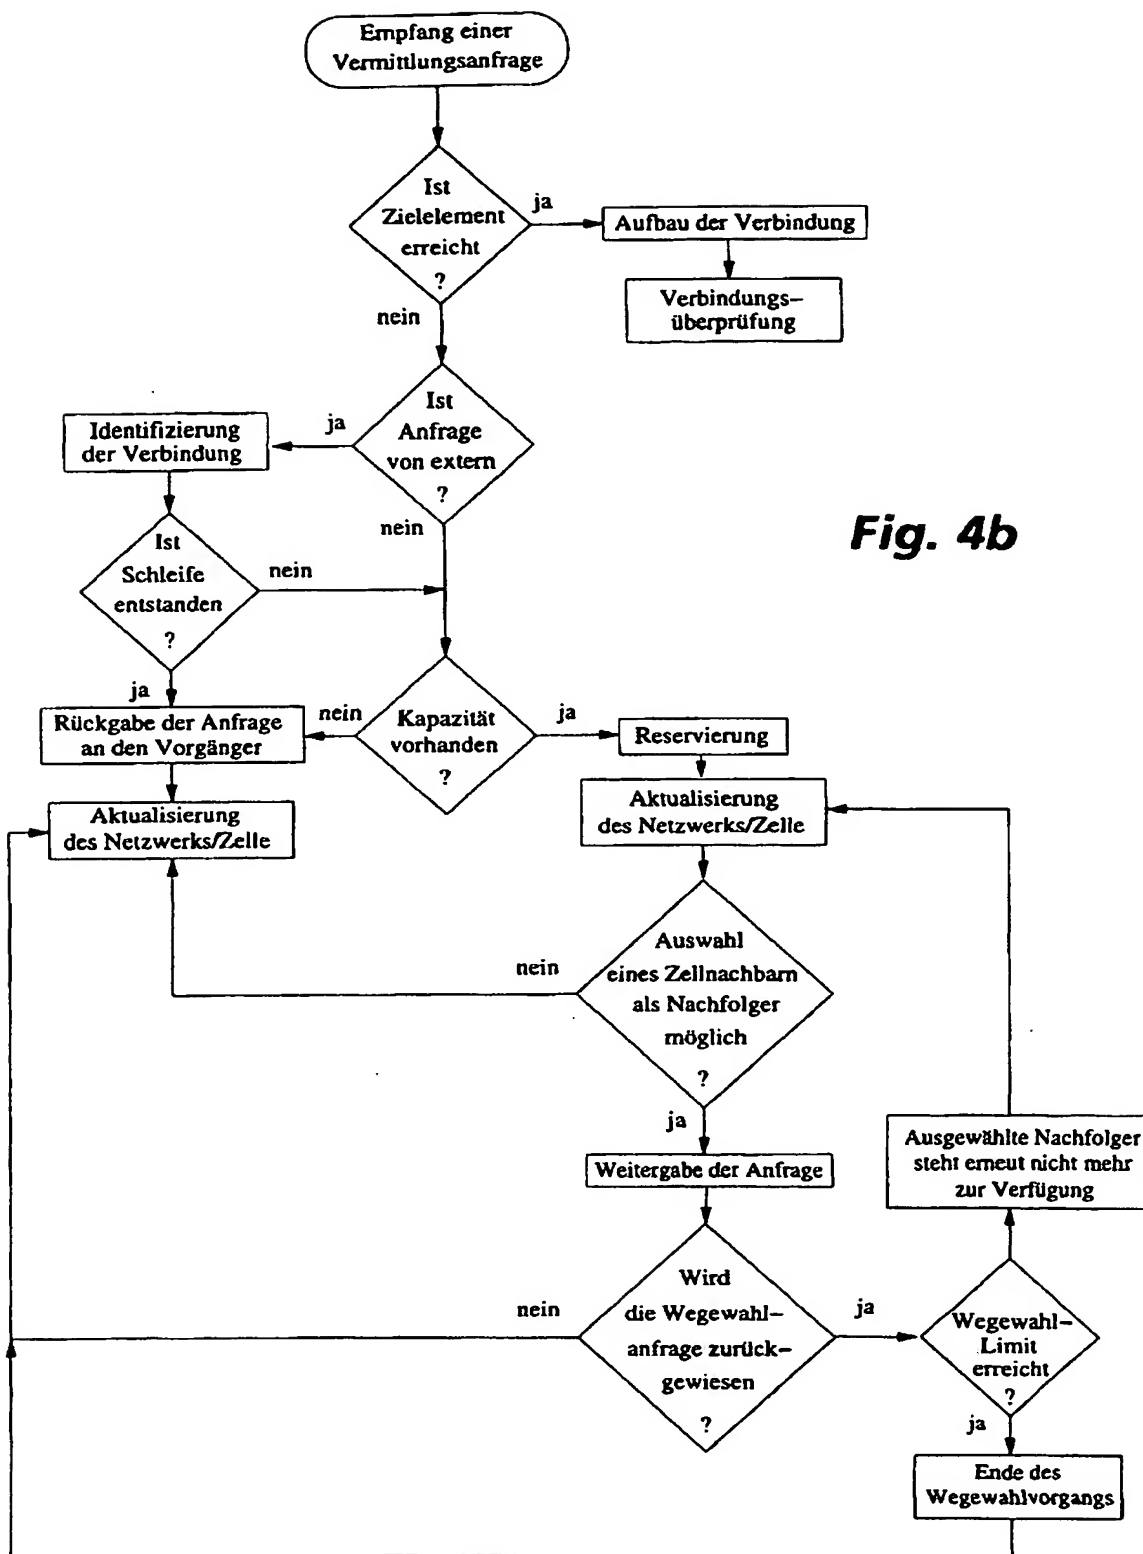 Empfang einer
Vermittlungsanfrage
Ist
Zielelement
erreicht
?
ja
Aufbau der Verbindung
Verbindungs-
überprüfung
nein
Ist
Anfrage
von extern
?
ja
Identifizierung
der Verbindung
nein
Fig. 4b
Ist
Schleife
entstanden
?
nein
ja
Rückgabe der Anfrage
an den Vorgänger
nein
Kapazität
vorhanden
?
ja
Reservierung
Aktualisierung
des Netzwerks/Zelle
Aktualisierung
des Netzwerks/Zelle
Auswahl
eines Zellnachbarn
als Nachfolger
möglich
?
nein
ja
Weitergabe der Anfrage
Ausgewählte Nachfolger
steht erneut nicht mehr
zur Verfügung
Wird
die Wegewahl-
anfrage zurück-
gewiesen
?
nein
ja
Wegewahl-
Limit
erreicht
?
ja
Ende des
Wegewahlvorgangs